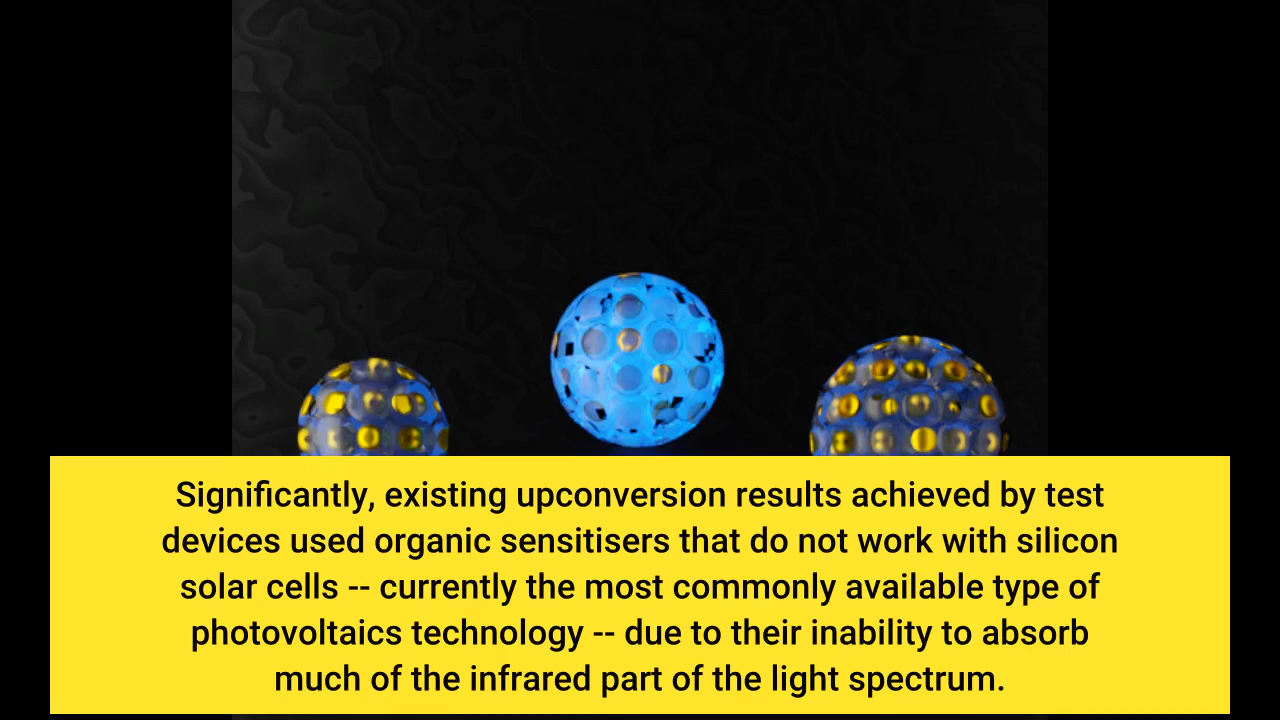 Significantly, existing upconversion results achieved by test
devices used organic sensitisers that do not work with silicon
solar cells -- currently the most commonly available type of
photovoltaics technology -- due to their inability to absorb
much of the infrared part of the light spectrum.